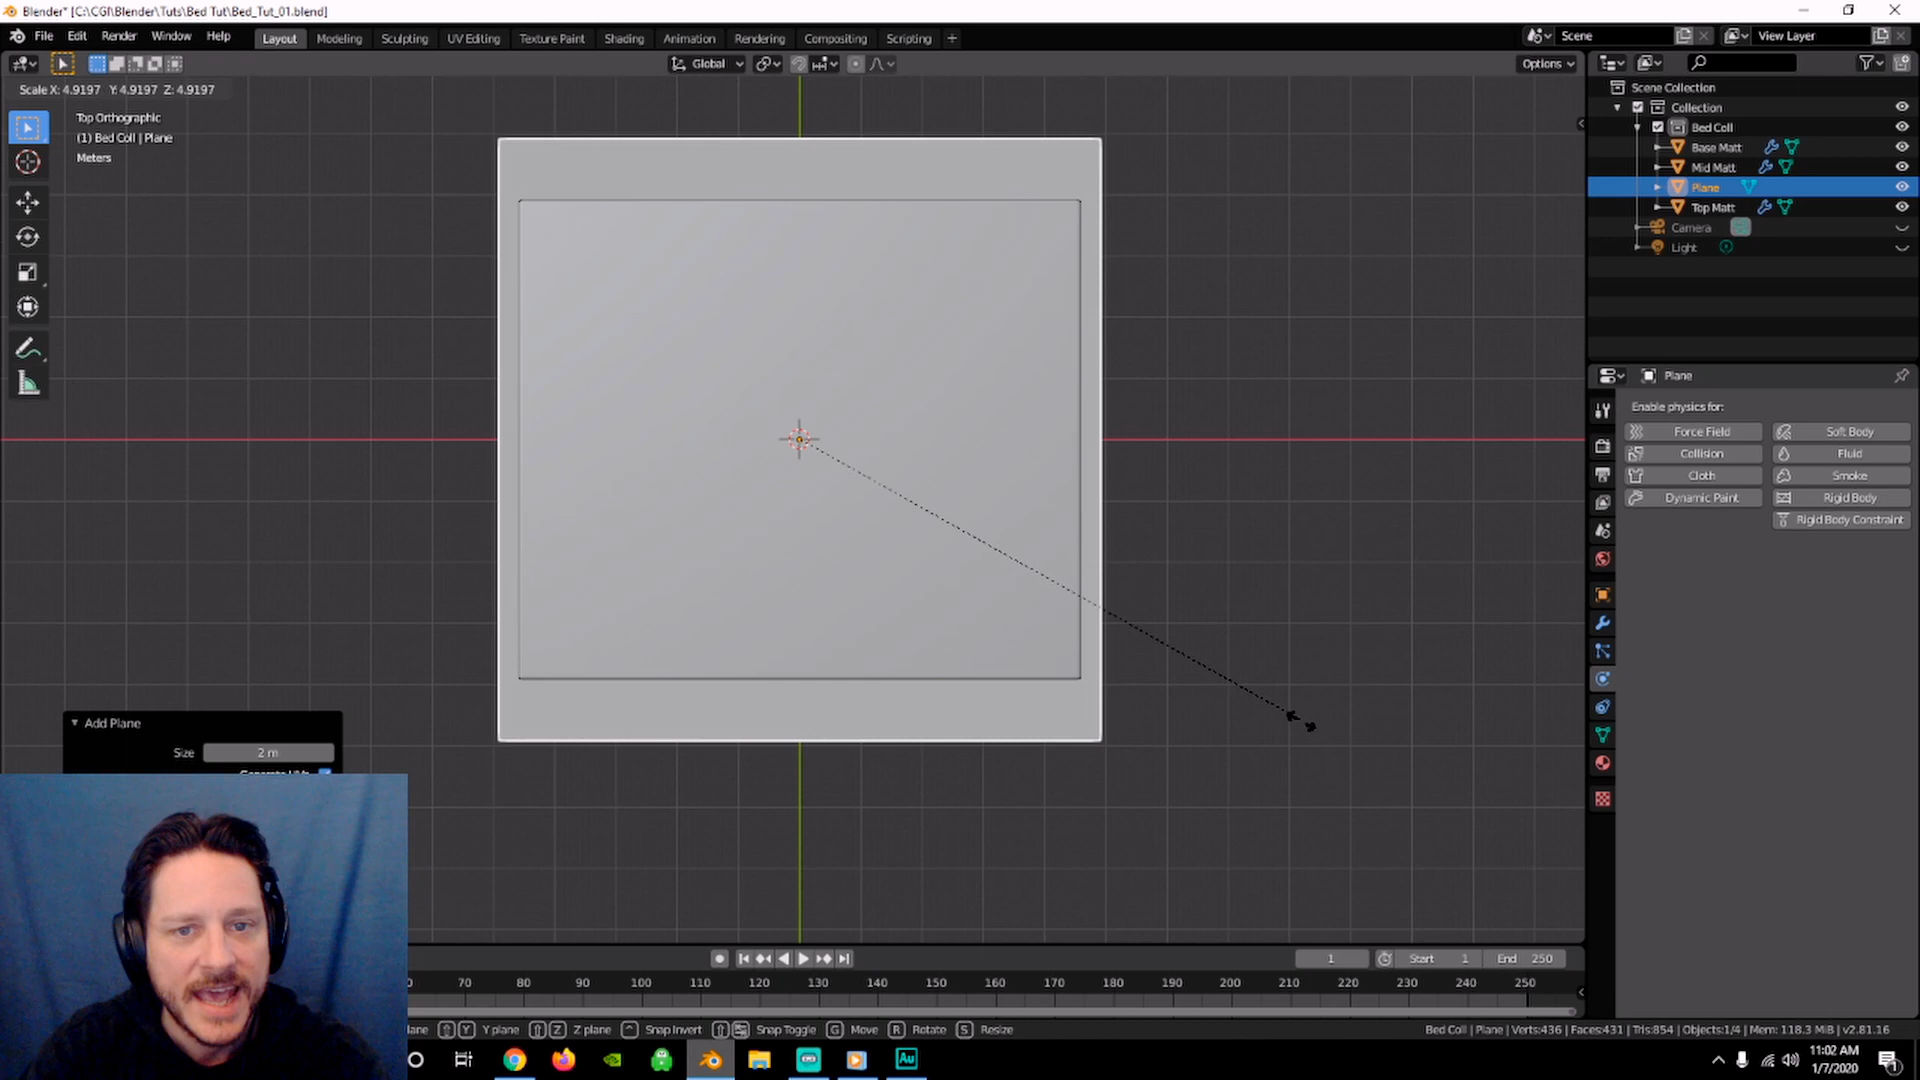 Blender* [C:\CGI\Blender\Tuts\Bed Tut\Bed_Tut_01.blend]
File Edit Render Window Help Layout Modeling Sculpting UV Editing Texture Paint Shading Animation Rendering Compositing Scripting + Scene View Layer
Global Options
Scale X: 4.9197 Y: 4.9197 Z: 4.9197
Top Orthographic
(1) Bed Coll | Plane
Meters
Scene Collection
Collection
Bed Coll
Base Matt
Mid Matt
Plane
Top Matt
Camera
Light
Plane
Enable physics for:
Force Field Soft Body
Collision Fluid
Cloth Smoke
Dynamic Paint Rigid Body
Rigid Body Constraint
Add Plane
Size 2 m
Generate UVs
1 Start 1 End 250
70 80 90 100 110 120 130 140 150 160 170 180 190 200 210 220 230 240 250
Y Y plane Z Z plane Snap Invert Snap Toggle G Move R Rotate S Resize
Bed Coll | Plane | Verts:436 | Faces:431 | Tris:854 | Objects:1/4 | Mem: 118.3 MiB | v2.81.16
Au
11:02 AM
1/7/2020
1